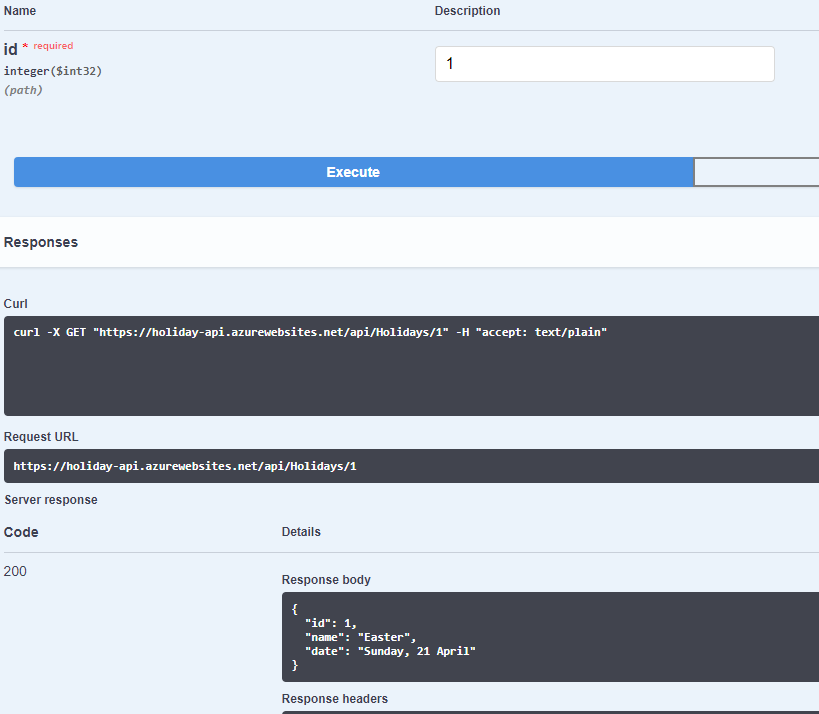 Name Description
id * required
integer($int32)
(path)
1
Execute
Responses
Curl
curl -X GET "https://holiday-api.azurewebsites.net/api/Holidays/1" -H "accept: text/plain"
Request URL
https://holiday-api.azurewebsites.net/api/Holidays/1
Server response
Code Details
200
Response body
{
  "id": 1,
  "name": "Easter",
  "date": "Sunday, 21 April"
}
Response headers